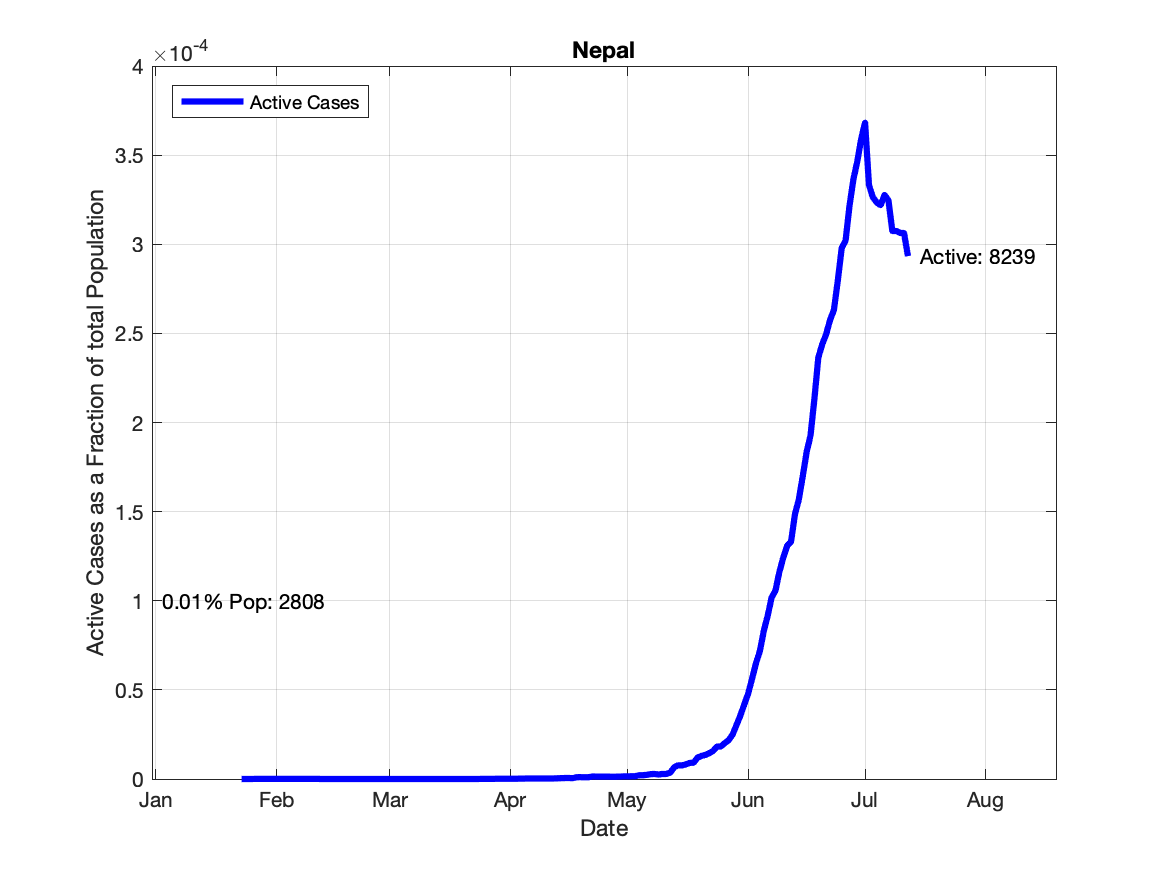 Nepal
×10-4
4
3.5
3
2.5
2
1.5
1
0.5
0
Active Cases as a Fraction of total Population
Active Cases
Active: 8239
0.01% Pop: 2808
Jan Feb Mar Apr May Jun Jul Aug
Date